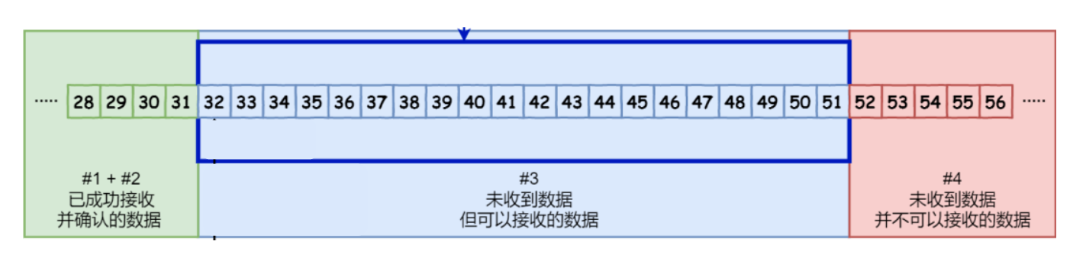 ..... 28 29 30 31 32 33 34 35 36 37 38 39 40 41 42 43 44 45 46 47 48 49 50 51 52 53 54 55 56 .....
#1 + #2
已成功接收
并确认的数据
#3
未收到数据
但可以接收的数据
#4
未收到数据
并不可以接收的数据